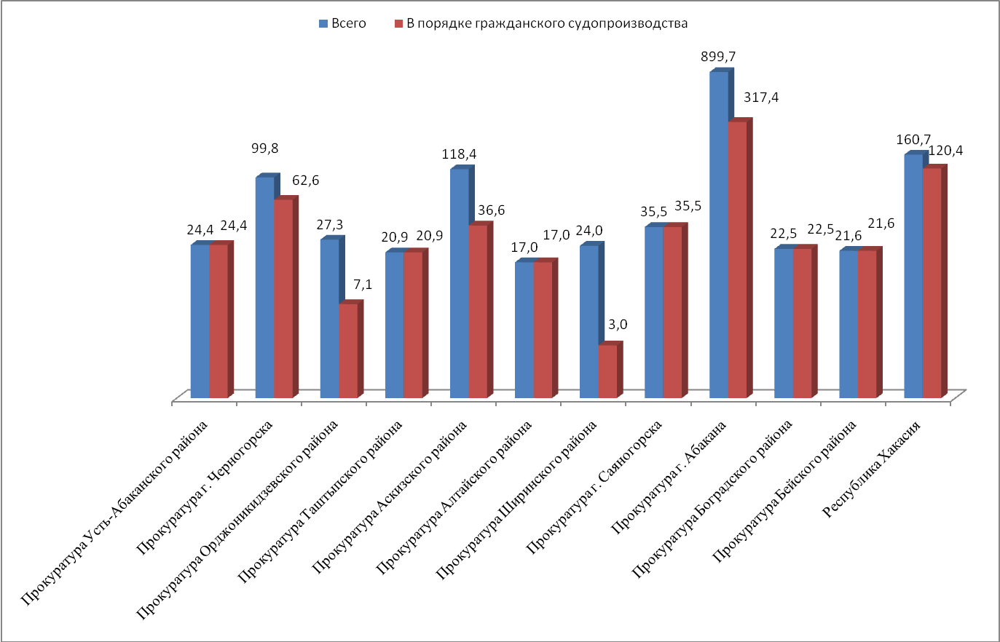 Всего В порядке гражданского судопроизводства
24,4 24,4
99,8 62,6
27,3 7,1
20,9 20,9
118,4 36,6
17,0 17,0
24,0 3,0
35,5 35,5
899,7 317,4
22,5 22,5
21,6 21,6
160,7 120,4
Прокуратура Усть-Абаканского района
Прокуратура г. Черногорска
Прокуратура Орджоникидзевского района
Прокуратура Таштыпского района
Прокуратура Аскизского района
Прокуратура Алтайского района
Прокуратура Ширинского района
Прокуратура г. Саяногорска
Прокуратура г. Абакана
Прокуратура Боградского района
Прокуратура Бейского района
Республика Хакасия